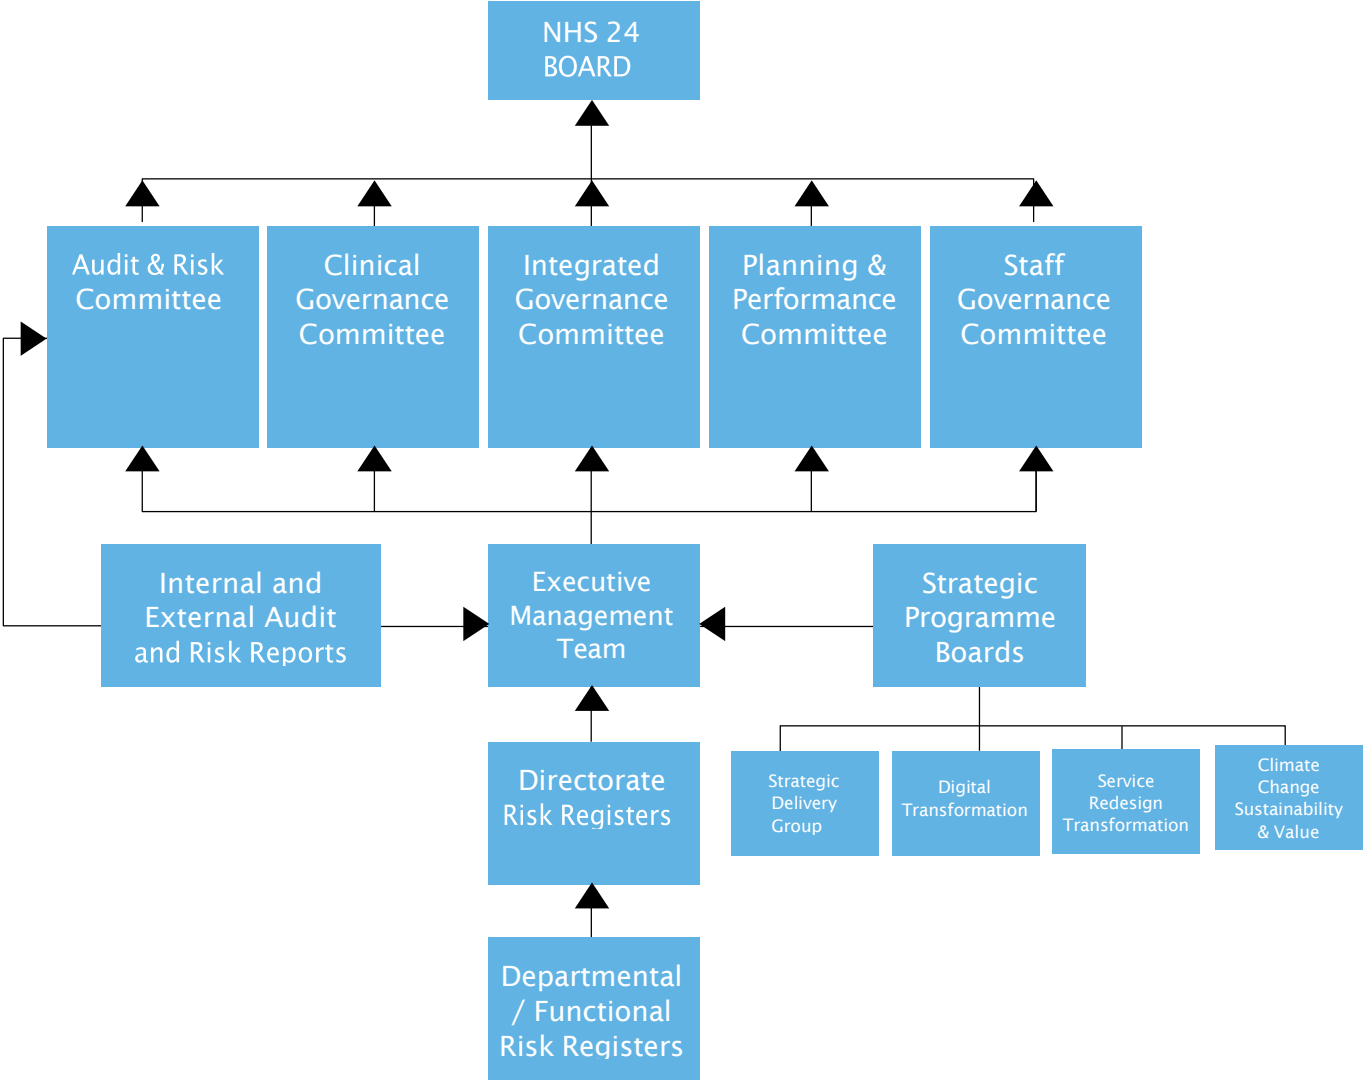 NHS 24
BOARD
Audit & Risk
Committee
Clinical
Governance
Committee
Integrated
Governance
Committee
Planning &
Performance
Committee
Staff
Governance
Committee
Internal and
External Audit
and Risk Reports
Executive
Management
Team
Strategic
Programme
Boards
Directorate
Risk Registers
Strategic
Delivery
Group
Digital
Transformation
Service
Redesign
Transformation
Climate
Change
Sustainability
& Value
Departmental
/ Functional
Risk Registers